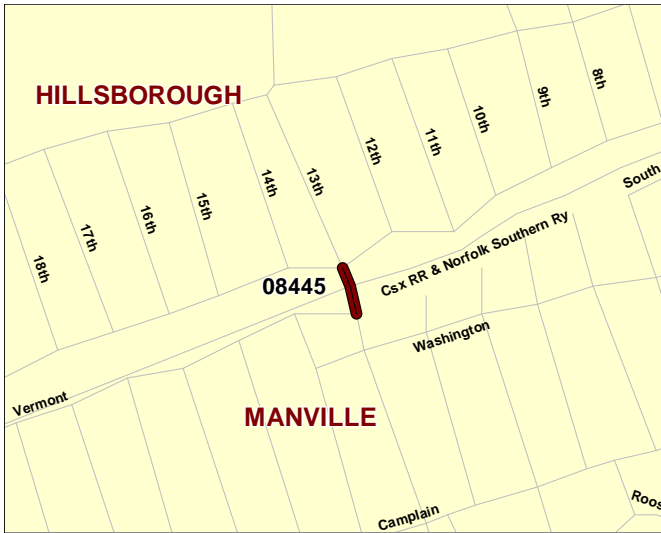 HILLSBOROUGH
8th
9th
10th
11th
12th
13th
14th
15th
16th
17th
18th
South
Csx RR & Norfolk Southern Ry
08445
Washington
Vermont
MANVILLE
Camplain
Roos